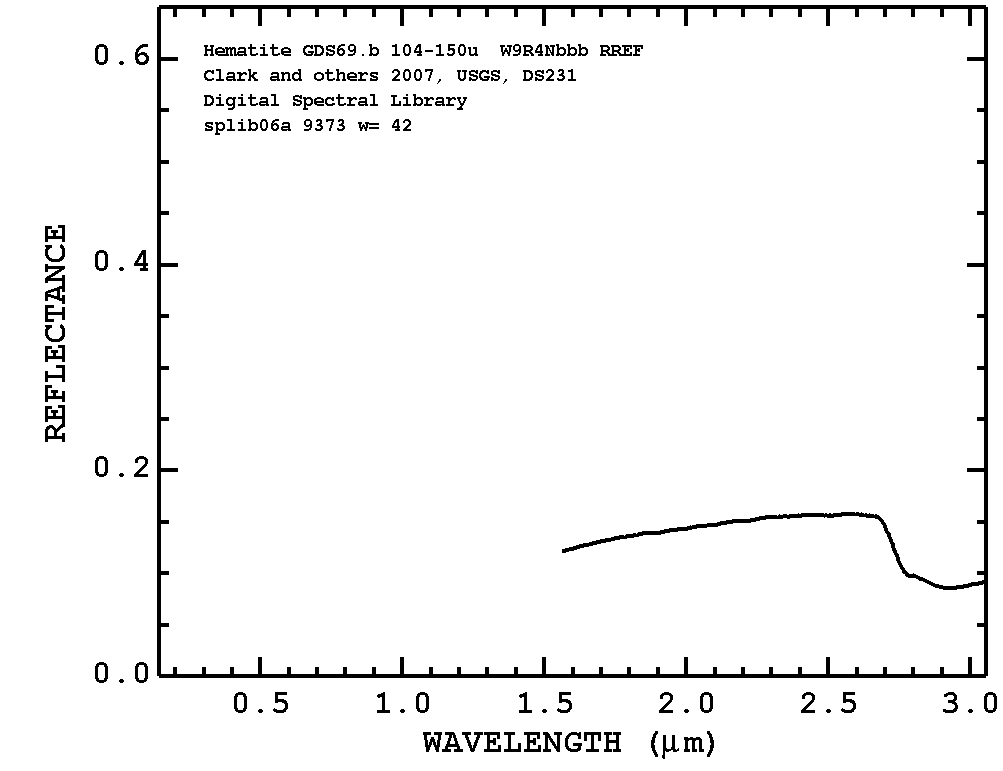 Hematite GDS69.b 104-150u W9R4Nbbb RREF
Clark and others 2007, USGS, DS231
Digital Spectral Library
splib06a 9373 w= 42
REFLECTANCE
0.6
0.4
0.2
0.0
0.5 1.0 1.5 2.0 2.5 3.0
WAVELENGTH (μm)